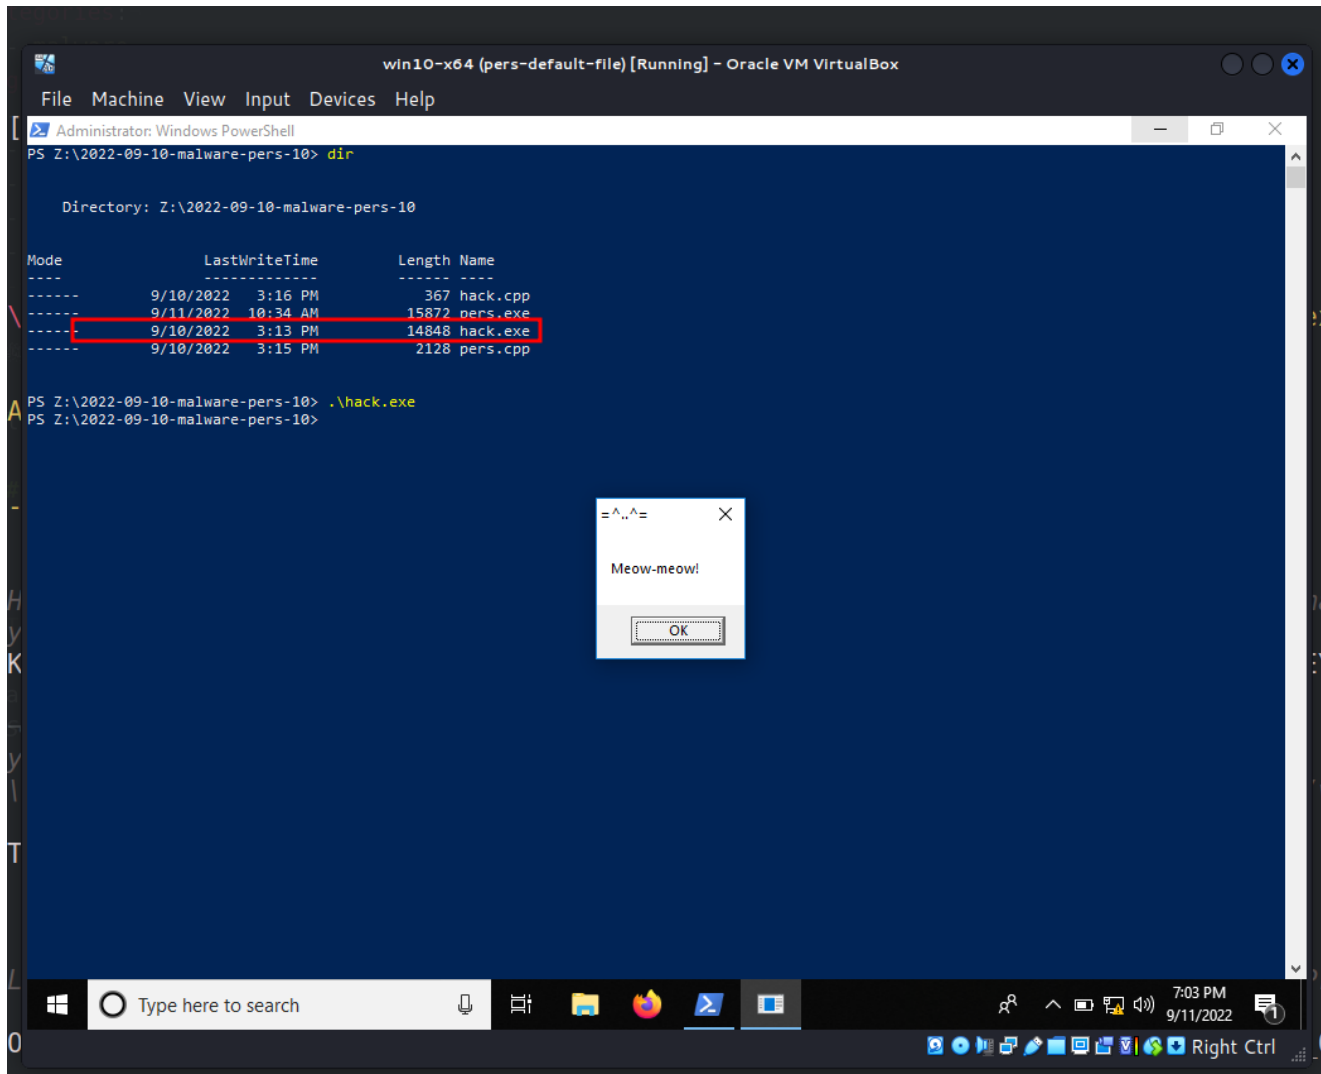 win10-x64 (pers-default-file) [Running] - Oracle VM VirtualBox
File Machine View Input Devices Help
Administrator: Windows PowerShell
PS Z:\2022-09-10-malware-pers-10> dir
Directory: Z:\2022-09-10-malware-pers-10
Mode LastWriteTime Length Name
---- ------------- ------ ----
------ 9/10/2022 3:16 PM 367 hack.cpp
------ 9/11/2022 10:34 AM 15872 pers.exe
------ 9/10/2022 3:13 PM 14848 hack.exe
------ 9/10/2022 3:15 PM 2128 pers.cpp
PS Z:\2022-09-10-malware-pers-10> .\hack.exe
PS Z:\2022-09-10-malware-pers-10>
=^..^=
Meow-meow!
OK
Type here to search
7:03 PM
9/11/2022
1
Right Ctrl